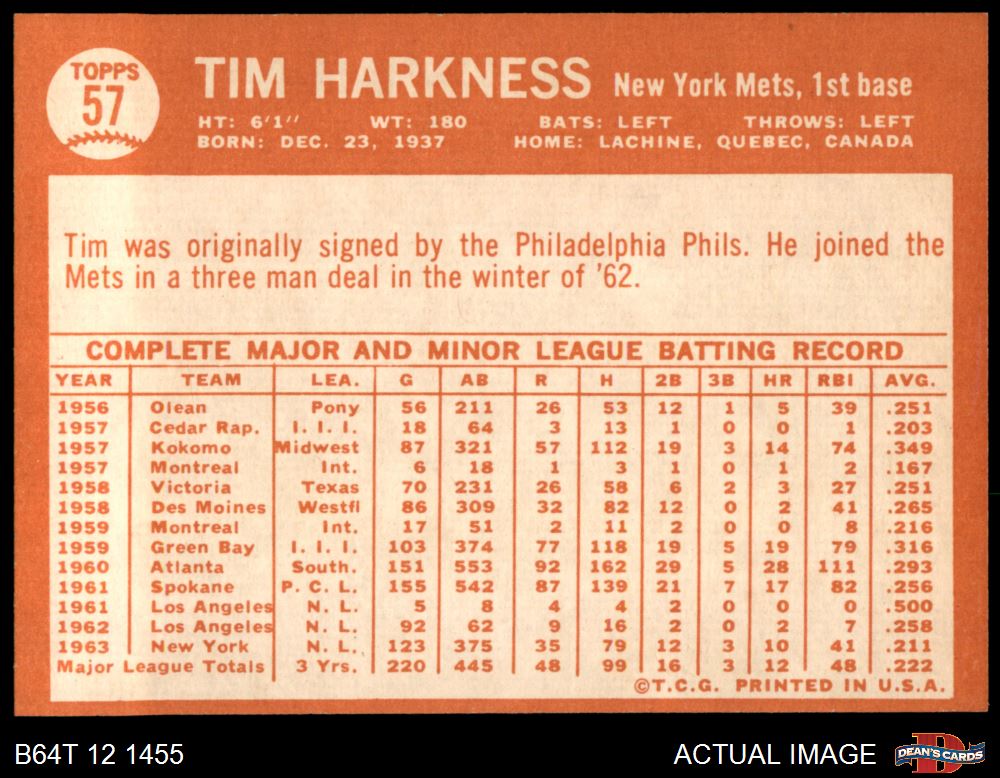 TOPPS
57
TIM HARKNESS New York Mets, 1st base
HT: 6'1" WT: 180 BATS: LEFT THROWS: LEFT
BORN: DEC. 23, 1937 HOME: LACHINE, QUEBEC, CANADA
Tim was originally signed by the Philadelphia Phils. He joined the
Mets in a three man deal in the winter of '62.
COMPLETE MAJOR AND MINOR LEAGUE BATTING RECORD
YEAR TEAM LEA. G AB R H 2B 3B HR RBI AVG.
1956 Olean Pony 56 211 26 53 12 1 5 39 .251
1957 Cedar Rap. I. I. I. 18 64 3 13 1 0 0 1 .203
1957 Kokomo Midwest 87 321 57 112 19 3 14 74 .349
1957 Montreal Int. 6 18 1 3 1 0 1 2 .167
1958 Victoria Texas 70 231 26 58 6 2 3 27 .251
1958 Des Moines Westfl 86 309 32 82 12 0 2 41 .265
1959 Montreal Int. 17 51 2 11 2 0 0 8 .216
1959 Green Bay I. I. I. 103 374 77 118 19 5 19 79 .316
1960 Atlanta South. 151 553 92 162 29 5 28 111 .293
1961 Spokane P. C. L. 155 542 87 139 21 7 17 82 .256
1961 Los Angeles N. L. 5 8 4 4 2 0 0 0 .500
1962 Los Angeles N. L. 92 62 9 16 2 0 2 7 .258
1963 New York N. L. 123 375 35 79 12 3 10 41 .211
Major League Totals 3 Yrs. 220 445 48 99 16 3 12 48 .222
©T.C.G. PRINTED IN U.S.A.
B64T 12 1455 ACTUAL IMAGE DEAN'S CARDS